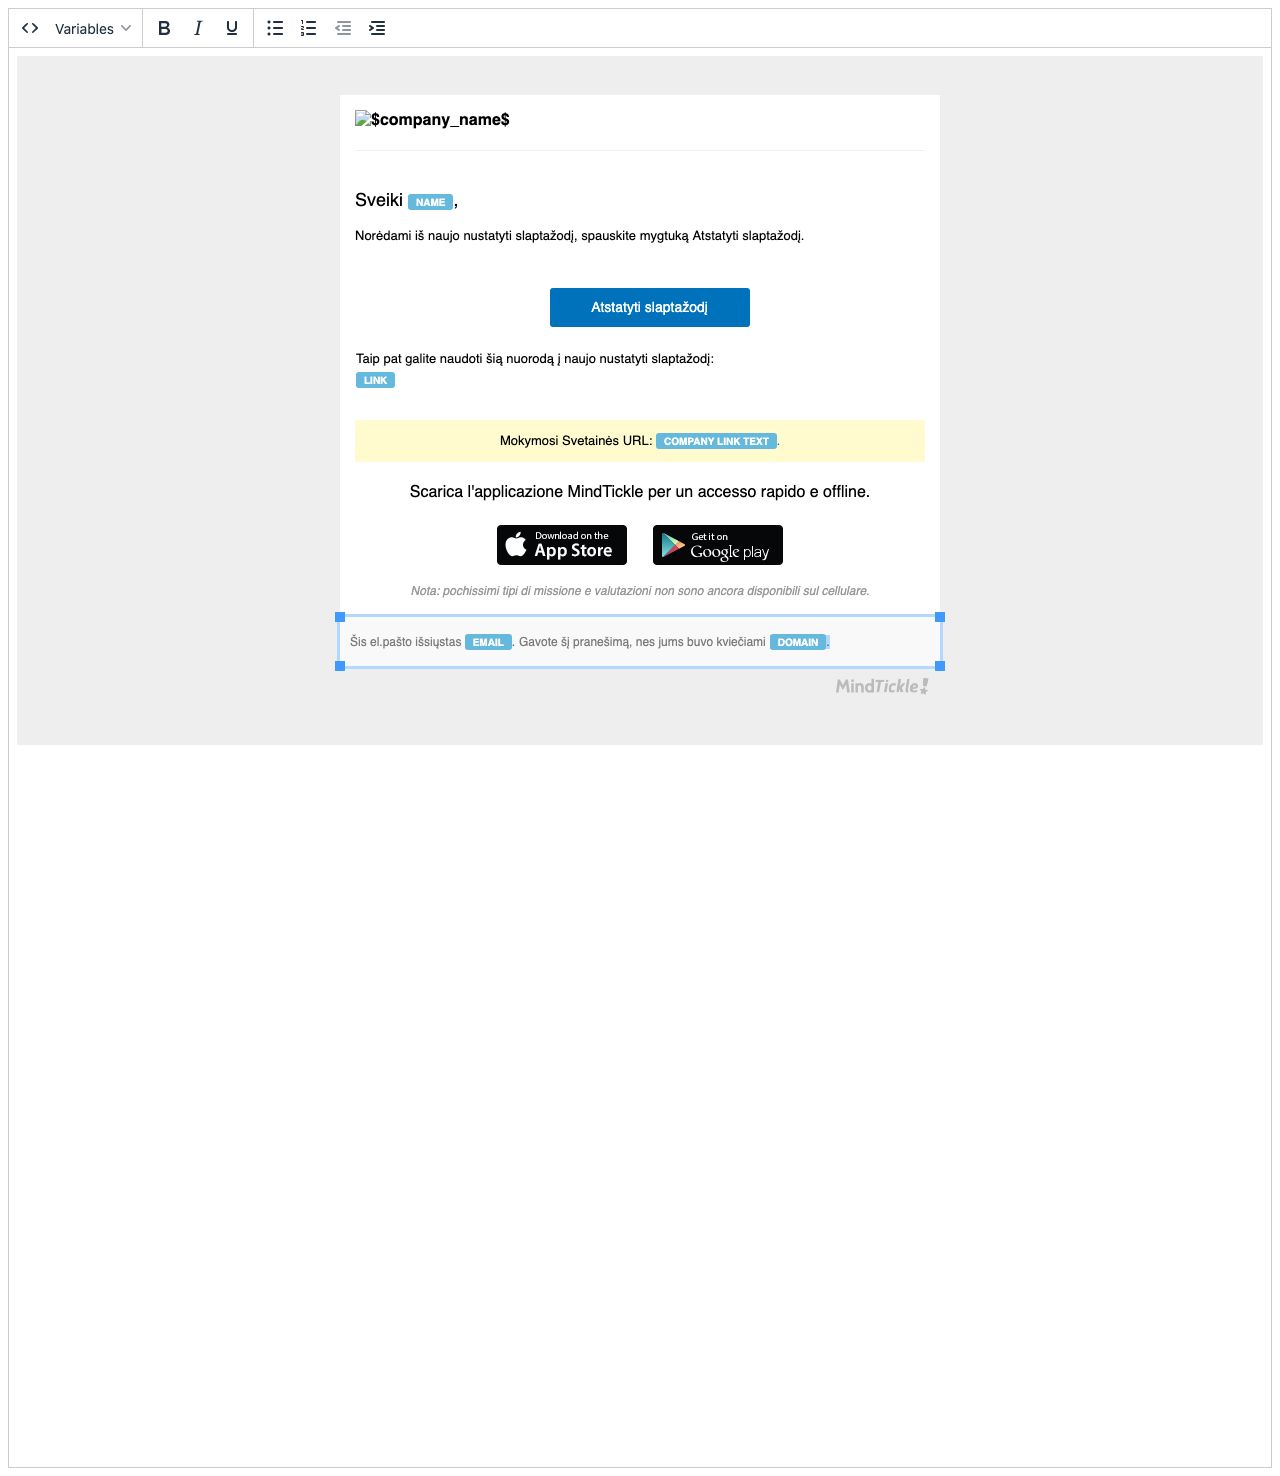 Variables
$company_name$
Sveiki NAME,
Norėdami iš naujo nustatyti slaptažodį, spauskite mygtuką Atstatyti slaptažodį.
Atstatyti slaptažodį
Taip pat galite naudoti šią nuorodą į naujo nustatyti slaptažodį:
LINK
Mokymosi Svetainės URL: COMPANY LINK TEXT.
Scarica l'applicazione MindTickle per un accesso rapido e offline.
Download on the
App Store
Get it on
Google play
Nota: pochissimi tipi di missione e valutazioni non sono ancora disponibili sul cellulare.
Šis el.pašto išsiųstas EMAIL. Gavote šį pranešimą, nes jums buvo kviečiami DOMAIN.
MindTickle!